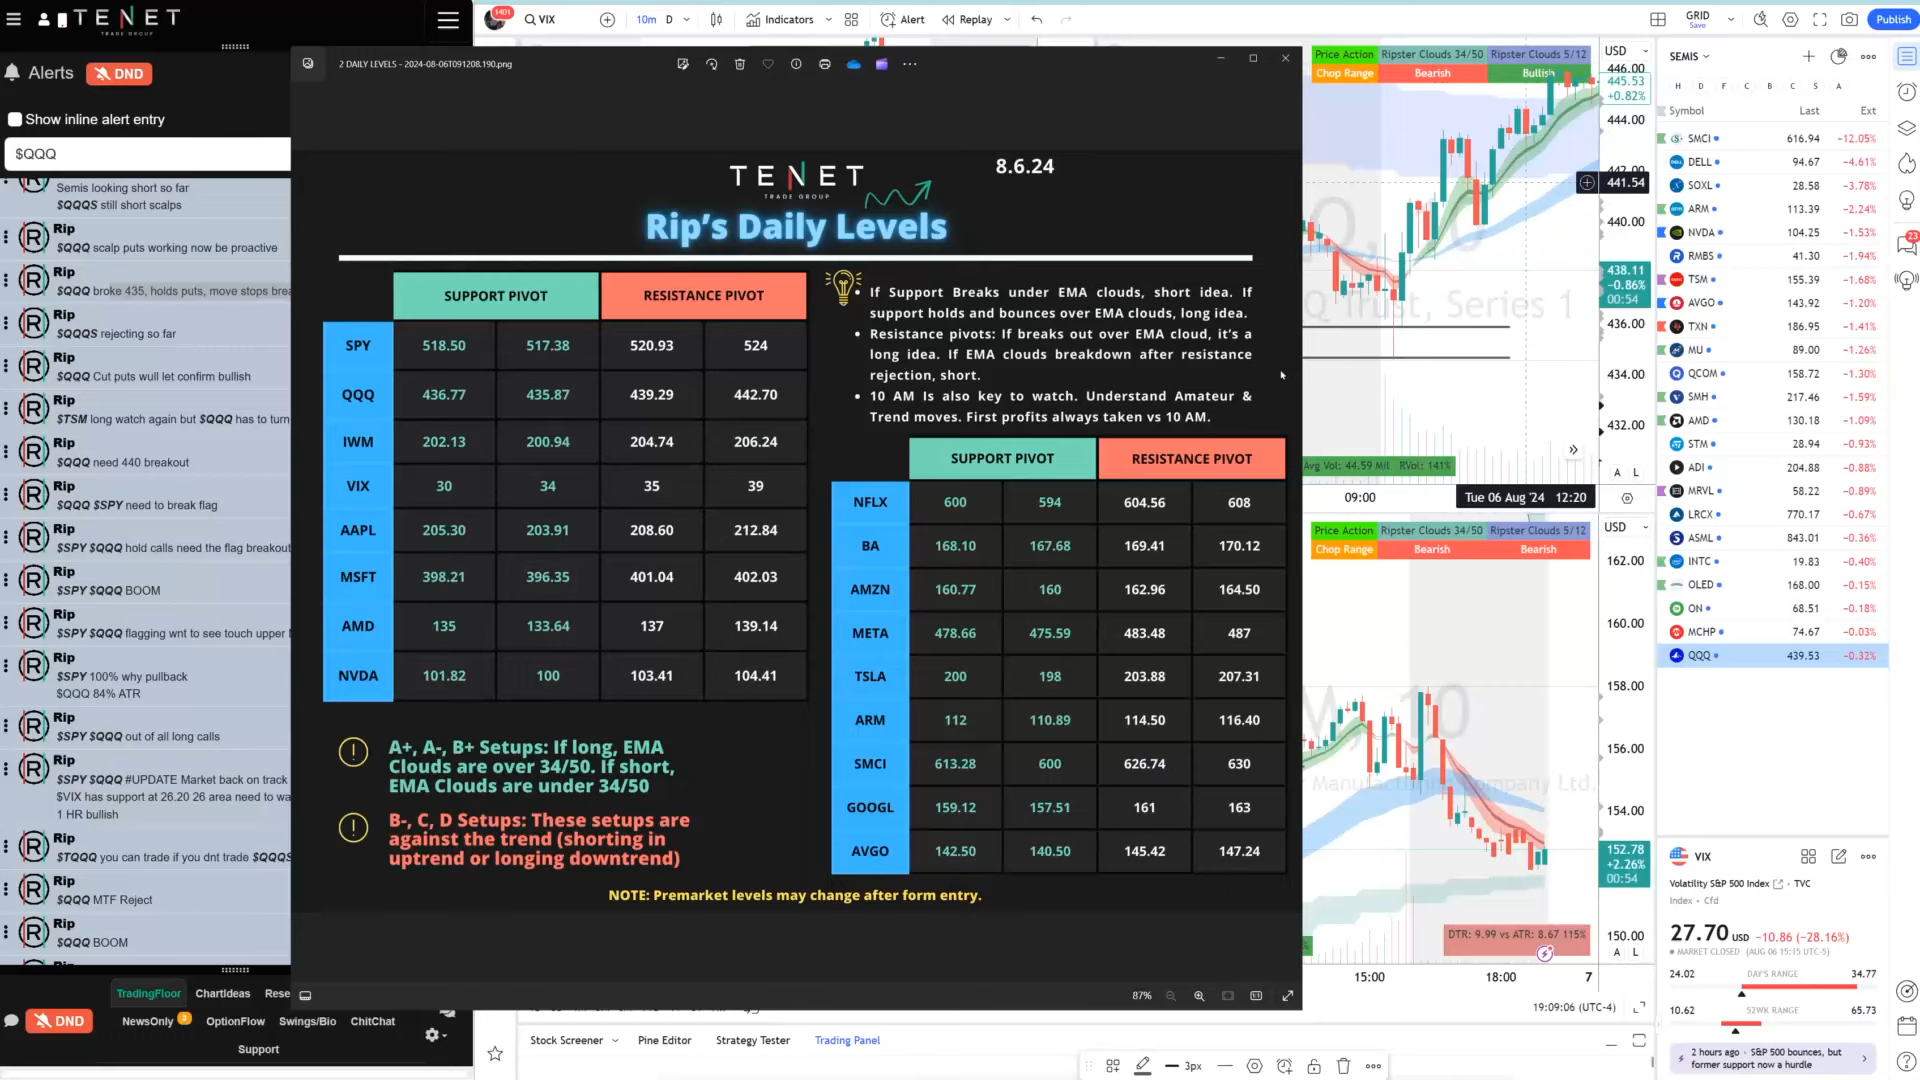 TENET
TRADE GROUP
Alerts
DND
Show inline alert entry
$QQQ
Semis looking short so far
$QQQS still short scalps
Rip
$QQQ scalp puts working now be proactive
Rip
$QQQ broke 435, holds puts, move stops brea
Rip
$QQQS rejecting so far
Rip
$QQQ Cut puts wull let confirm bullish
Rip
$TSM long watch again but $QQQ has to turn
Rip
$QQQ need 440 breakout
Rip
$QQQ $SPY need to break flag
Rip
$SPY $QQQ hold calls need the flag breakout
Rip
$SPY $QQQ BOOM
Rip
$SPY $QQQ flagging wnt to see touch upper
Rip
$SPY 100% why pullback
$QQQ 84% ATR
Rip
$SPY $QQQ out of all long calls
Rip
$SPY $QQQ #UPDATE Market back on track
$VIX has support at 26.20 26 area need to wa
1 HR bullish
Rip
$TQQQ you can trade if you dnt trade $QQQS
Rip
$QQQ MTF Reject
Rip
$QQQ BOOM
Rip
TradingFloor ChartIdeas Rese
DND
NewsOnly 3 OptionFlow Swings/Bio ChitChat
Support
1401
VIX
10m D
Indicators
Alert
Replay
GRID
Save
Publish
2 DAILY LEVELS - 2024-08-06T091208.190.png
TENET
TRADE GROUP
8.6.24
Rip's Daily Levels
SUPPORT PIVOT RESISTANCE PIVOT
SPY 518.50 517.38 520.93 524
QQQ 436.77 435.87 439.29 442.70
IWM 202.13 200.94 204.74 206.24
VIX 30 34 35 39
AAPL 205.30 203.91 208.60 212.84
MSFT 398.21 396.35 401.04 402.03
AMD 135 133.64 137 139.14
NVDA 101.82 100 103.41 104.41
• If Support Breaks under EMA clouds, short idea. If
support holds and bounces over EMA clouds, long idea.
• Resistance pivots: If breaks out over EMA cloud, it's a
long idea. If EMA clouds breakdown after resistance
rejection, short.
• 10 AM Is also key to watch. Understand Amateur &
Trend moves. First profits always taken vs 10 AM.
SUPPORT PIVOT RESISTANCE PIVOT
NFLX 600 594 604.56 608
BA 168.10 167.68 169.41 170.12
AMZN 160.77 160 162.96 164.50
META 478.66 475.59 483.48 487
TSLA 200 198 203.88 207.31
ARM 112 110.89 114.50 116.40
SMCI 613.28 600 626.74 630
GOOGL 159.12 157.51 161 163
AVGO 142.50 140.50 145.42 147.24
A+, A-, B+ Setups: If long, EMA
Clouds are over 34/50. If short,
EMA Clouds are under 34/50
B-, C, D Setups: These setups are
against the trend (shorting in
uptrend or longing downtrend)
NOTE: Premarket levels may change after form entry.
87%
Price Action Ripster Clouds 34/50 Ripster Clouds 5/12
Chop Range Bearish Bullish
USD
446.00
445.53
+0.82%
444.00
441.54
440.00
438.11
-0.86%
00:54
436.00
434.00
432.00
Q Trust, Series 1
Avg Vol: 44.59 Mil RVol: 141%
A L
09:00
Tue 06 Aug '24 12:20
Price Action Ripster Clouds 34/50 Ripster Clouds 5/12
Chop Range Bearish Bearish
USD
162.00
160.00
158.00
156.00
154.00
152.78
+2.26%
00:54
150.00
M, 10
Manufacturing Company Ltd.
DTR: 9.99 vs ATR: 8.67 115%
A L
15:00 18:00 7
19:09:06 (UTC-4)
Stock Screener Pine Editor Strategy Tester Trading Panel
3px
SEMIS
H D F C B C S A
Symbol Last Ext
SMCI 616.94 -12.05%
DELL 94.67 -4.61%
SOXL 28.58 -3.78%
ARM 113.39 -2.24%
NVDA 104.25 -1.53%
RMBS 41.30 -1.94%
TSM 155.39 -1.68%
AVGO 143.92 -1.20%
TXN 186.95 -1.41%
MU 89.00 -1.26%
QCOM 158.72 -1.30%
SMH 217.46 -1.59%
AMD 130.18 -1.09%
STM 28.94 -0.93%
ADI 204.88 -0.88%
MRVL 58.22 -0.89%
LRCX 770.17 -0.67%
ASML 843.01 -0.36%
INTC 19.83 -0.40%
OLED 168.00 -0.15%
ON 68.51 -0.18%
MCHP 74.67 -0.03%
QQQ 439.53 -0.32%
VIX
Volatility S&P 500 Index • TVC
Index • Cfd
27.70 USD -10.86 (-28.16%)
MARKET CLOSED (AUG 06 15:15 UTC-5)
24.02 DAY'S RANGE 34.77
10.62 52WK RANGE 65.73
2 hours ago · S&P 500 bounces, but
former support now a hurdle
23